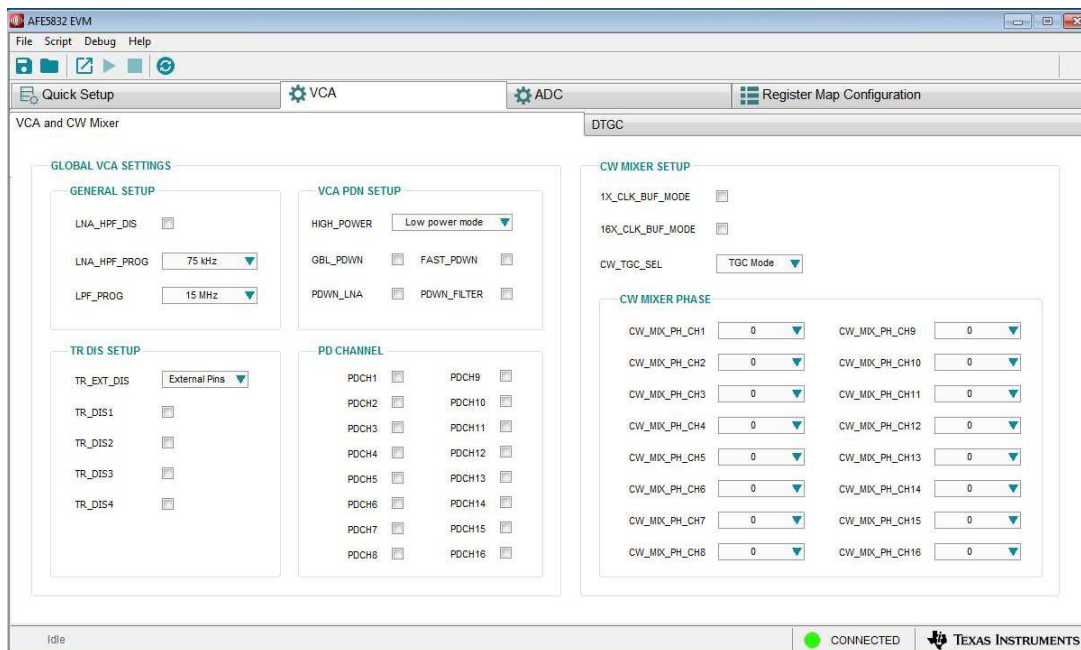 AFE5832 EVM
File Script Debug Help
Quick Setup
VCA
ADC
Register Map Configuration
VCA and CW Mixer
DTGC
GLOBAL VCA SETTINGS
GENERAL SETUP
LNA_HPF_DIS
LNA_HPF_PROG 75 kHz
LPF_PROG 15 MHz
VCA PDN SETUP
HIGH_POWER Low power mode
GBL_PDWN FAST_PDWN
PDWN_LNA PDWN_FILTER
TR DIS SETUP
TR_EXT_DIS External Pins
TR_DIS1
TR_DIS2
TR_DIS3
TR_DIS4
PD CHANNEL
PDCH1 PDCH9
PDCH2 PDCH10
PDCH3 PDCH11
PDCH4 PDCH12
PDCH5 PDCH13
PDCH6 PDCH14
PDCH7 PDCH15
PDCH8 PDCH16
CW MIXER SETUP
1X_CLK_BUF_MODE
16X_CLK_BUF_MODE
CW_TGC_SEL TGC Mode
CW MIXER PHASE
CW_MIX_PH_CH1 0 CW_MIX_PH_CH9 0
CW_MIX_PH_CH2 0 CW_MIX_PH_CH10 0
CW_MIX_PH_CH3 0 CW_MIX_PH_CH11 0
CW_MIX_PH_CH4 0 CW_MIX_PH_CH12 0
CW_MIX_PH_CH5 0 CW_MIX_PH_CH13 0
CW_MIX_PH_CH6 0 CW_MIX_PH_CH14 0
CW_MIX_PH_CH7 0 CW_MIX_PH_CH15 0
CW_MIX_PH_CH8 0 CW_MIX_PH_CH16 0
Idle
CONNECTED
TEXAS INSTRUMENTS